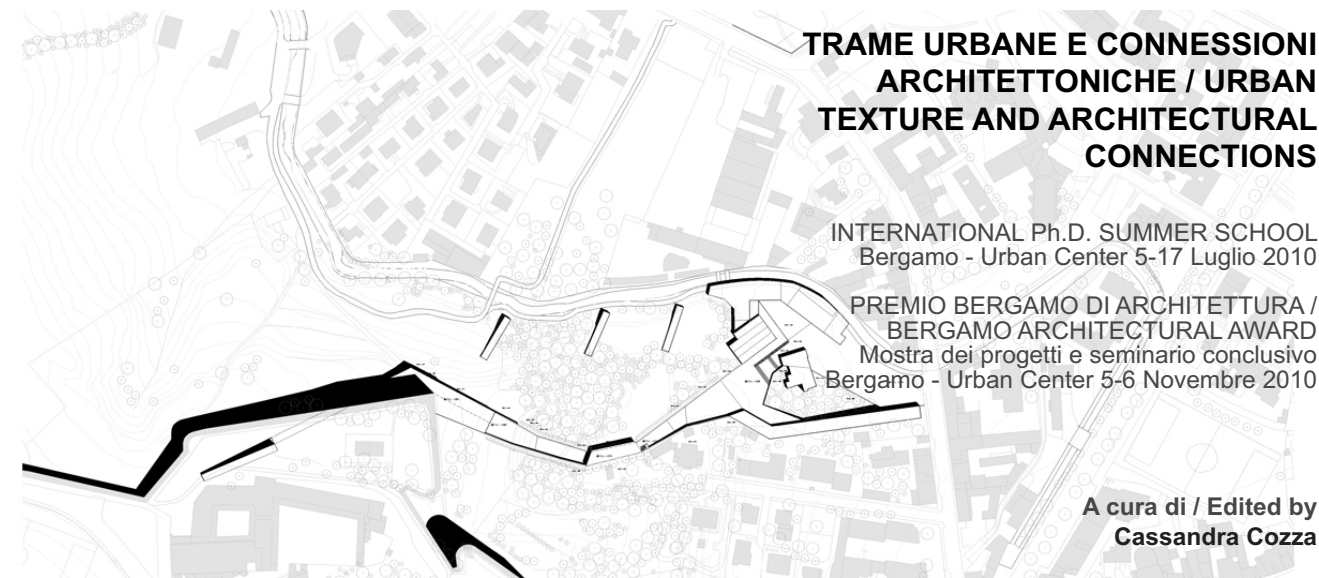 TRAME URBANE E CONNESSIONI
ARCHITETTONICHE / URBAN
TEXTURE AND ARCHITECTURAL
CONNECTIONS
INTERNATIONAL Ph.D. SUMMER SCHOOL
Bergamo - Urban Center 5-17 Luglio 2010
PREMIO BERGAMO DI ARCHITETTURA /
BERGAMO ARCHITECTURAL AWARD
Mostra dei progetti e seminario conclusivo
Bergamo - Urban Center 5-6 Novembre 2010
A cura di / Edited by
Cassandra Cozza